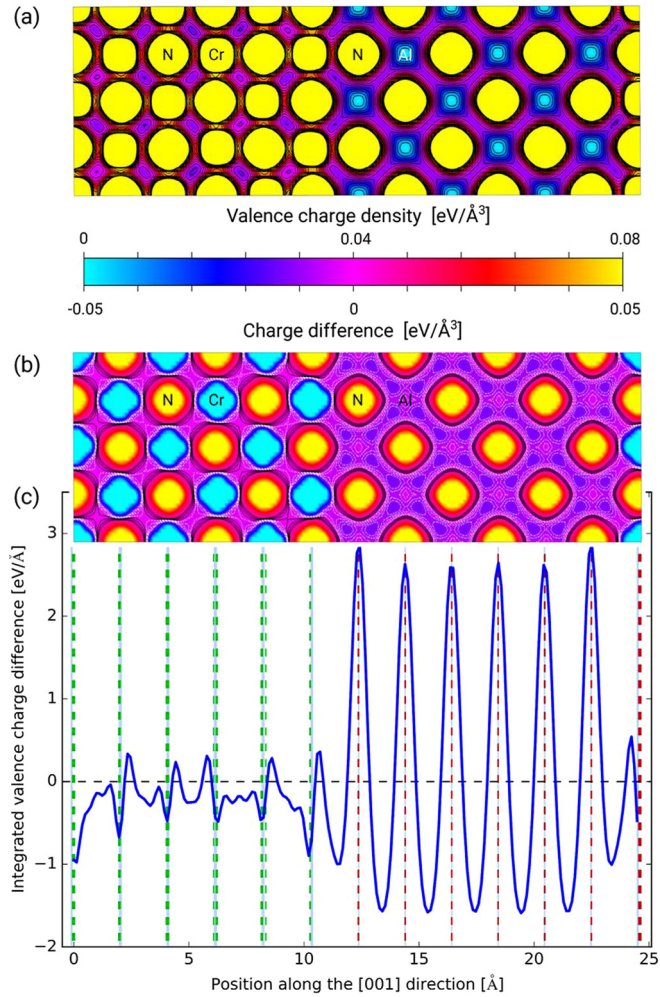 (a)
N Cr N Al
Valence charge density [eV/Å³]
0 0.04 0.08
-0.05 0 0.05
Charge difference [eV/Å³]
(b)
N Cr N Al
(c)
Integrated valence charge difference [eV/Å]
3
2
1
0
−1
−2
0 5 10 15 20 25
Position along the [001] direction [Å]